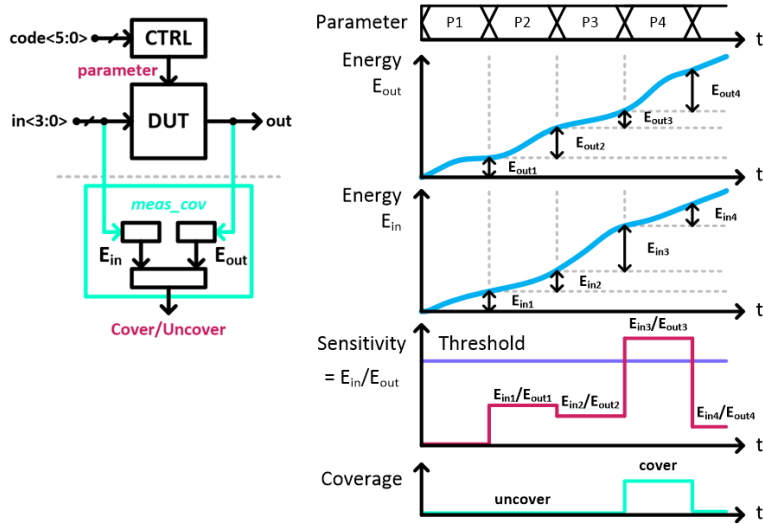 code<5:0>
CTRL
parameter
in<3:0>
DUT
out
meas_cov
Ein
Eout
Cover/Uncover
Parameter
P1
P2
P3
P4
t
Energy
Eout
Eout1
Eout2
Eout3
Eout4
t
Energy
Ein
Ein1
Ein2
Ein3
Ein4
t
Sensitivity
= Ein/Eout
Threshold
Ein1/Eout1
Ein2/Eout2
Ein3/Eout3
Ein4/Eout4
t
Coverage
uncover
cover
t